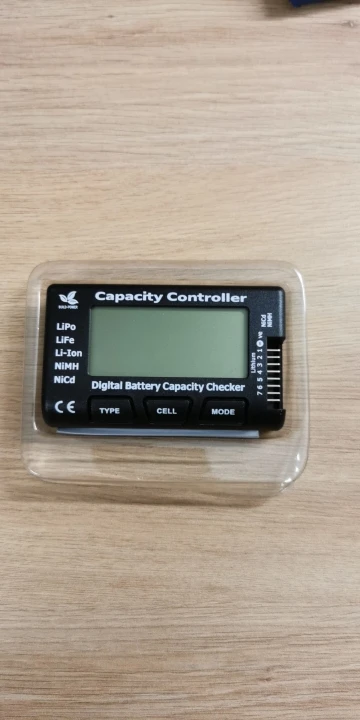 Capacity Controller
LiPo
LiFe
Li-Ion
NiMH
NiCd
Digital Battery Capacity Checker
CE
TYPE
CELL
MODE
NiCd
NiMH
Lithium
7 6 5 4 3 2 1 -ve